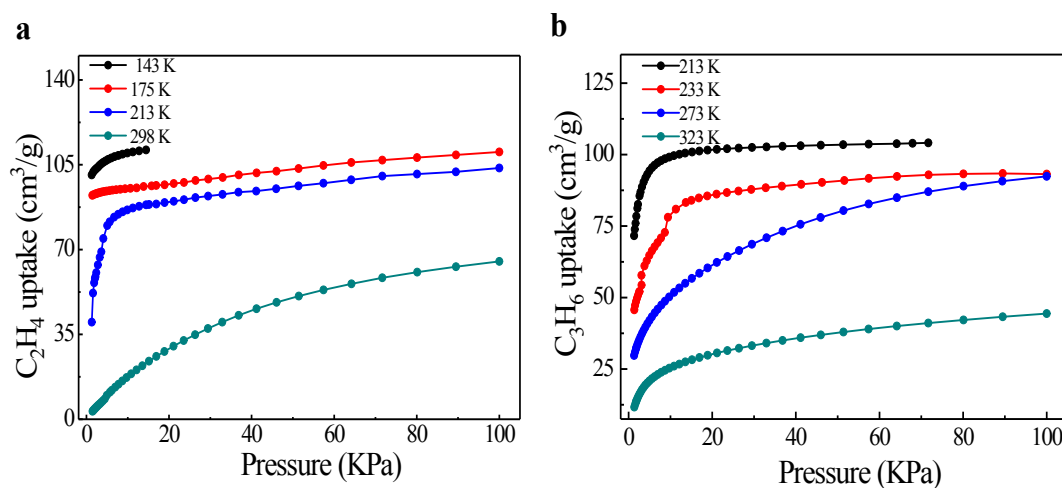 a
C₂H₄ uptake (cm³/g)
140
105
70
35
0
143 K
175 K
213 K
298 K
0 20 40 60 80 100
Pressure (KPa)
b
C₃H₆ uptake (cm³/g)
125
100
75
50
25
213 K
233 K
273 K
323 K
0 20 40 60 80 100
Pressure (KPa)